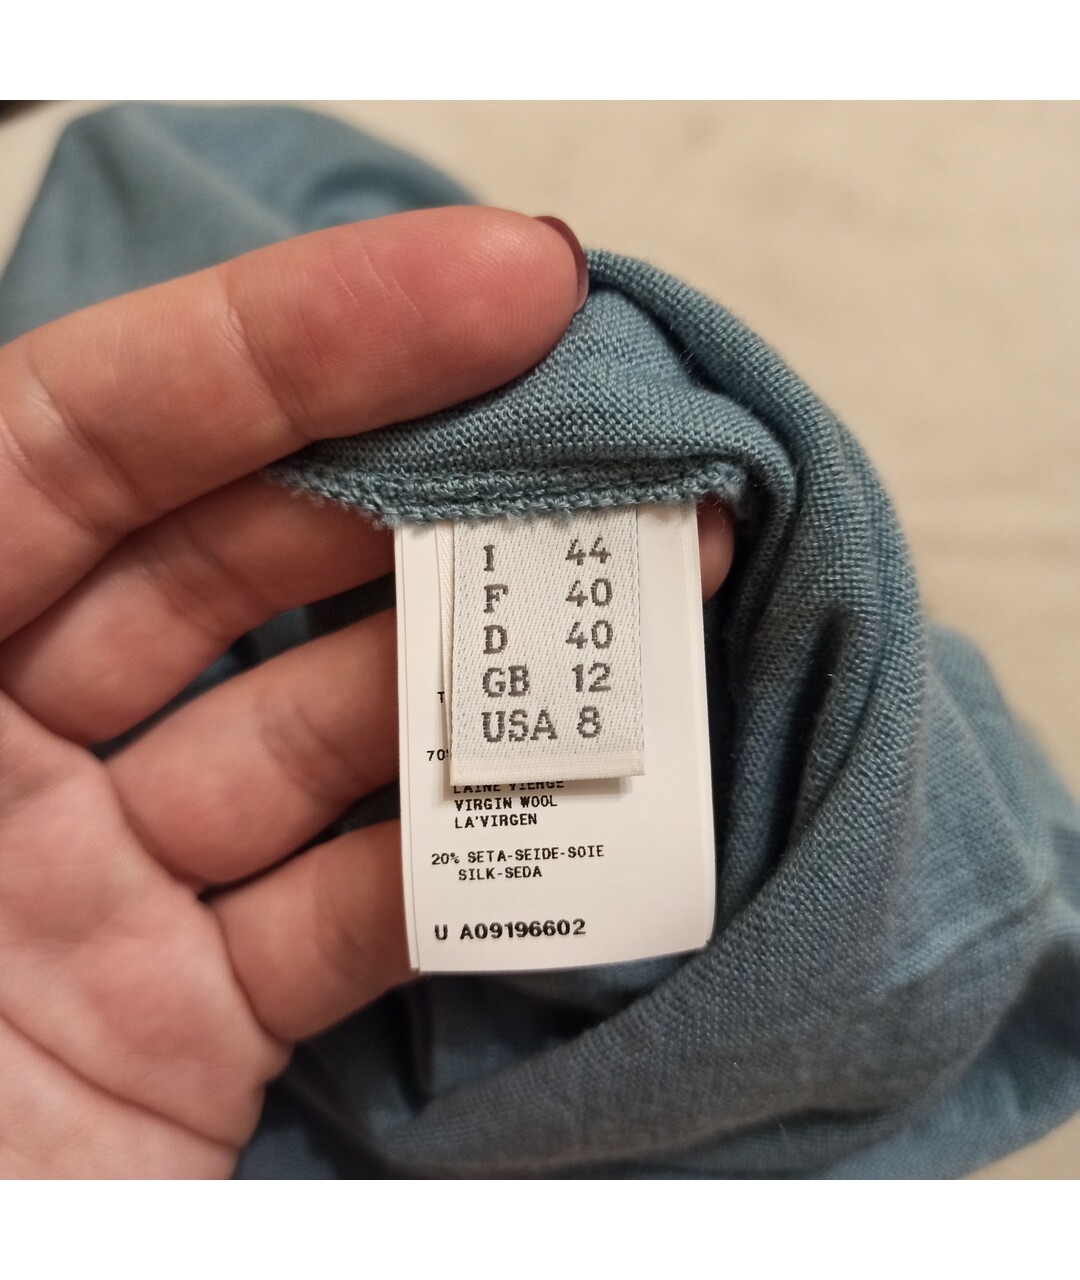 I 44
F 40
D 40
GB 12
USA 8
T
70
LAINE VIERGE
VIRGIN WOOL
LA'VIRGEN
20% SETA-SEIDE-SOIE
SILK-SEDA
U A09196602